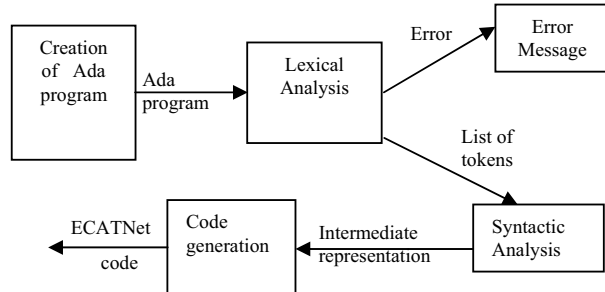 Creation
of Ada
program
Ada
program
Lexical
Analysis
Error
Error
Message
List of
tokens
Syntactic
Analysis
Intermediate
representation
Code
generation
ECATNet
code